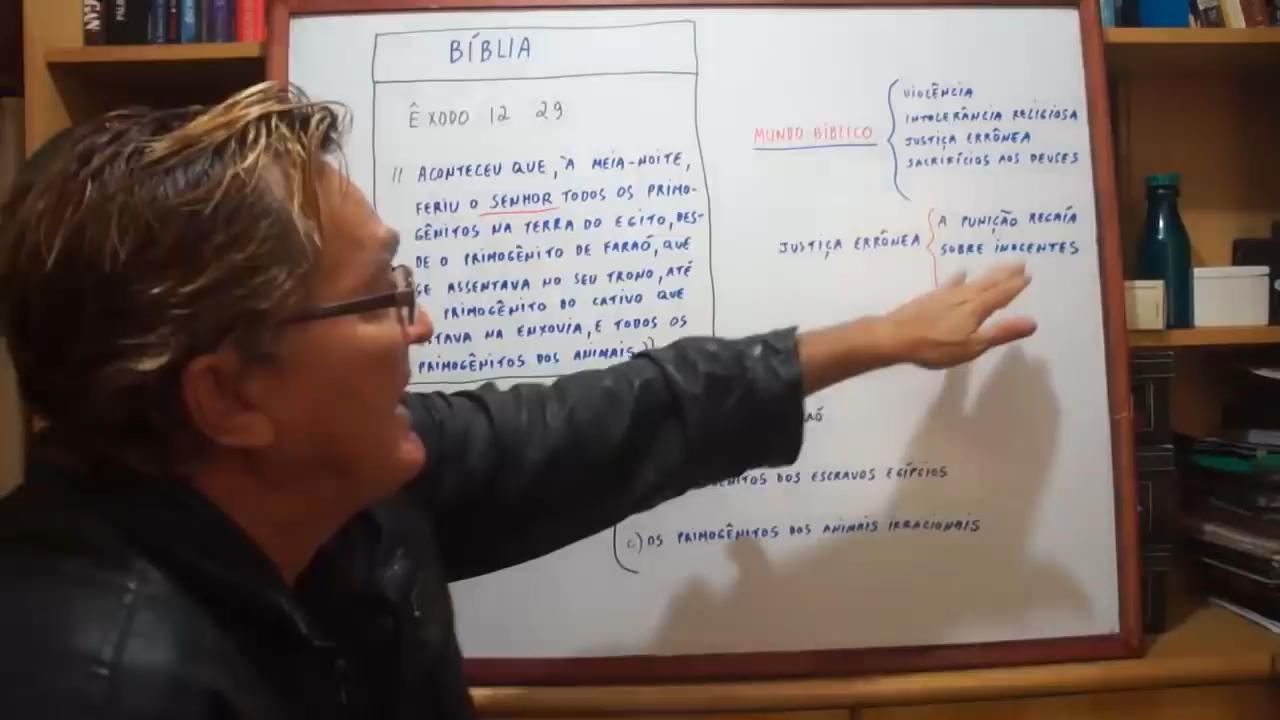 BÍBLIA
ÊXODO 12 29
" ACONTECEU QUE, À MEIA-NOITE,
FERIU O SENHOR TODOS OS PRIMO-
GÊNITOS NA TERRA DO EGITO, DES-
DE O PRIMOGÊNITO DE FARAÓ, QUE
SE ASSENTAVA NO SEU TRONO, ATÉ
PRIMOGÊNITO DO CATIVO QUE
TAVA NA ENXOVIA, E TODOS OS
PRIMOGÊNITOS DOS ANIMAIS "
MUNDO BÍBLICO
VIOLÊNCIA
INTOLERÂNCIA RELIGIOSA
JUSTIÇA ERRÔNEA
SACRIFÍCIOS AOS DEUSES
JUSTIÇA ERRÔNEA
A PUNIÇÃO RECAÍA
SOBRE INOCENTES
AÓ
DOS ESCRAVOS EGÍPCIOS
C) OS PRIMOGÊNITOS DOS ANIMAIS IRRACIONAIS